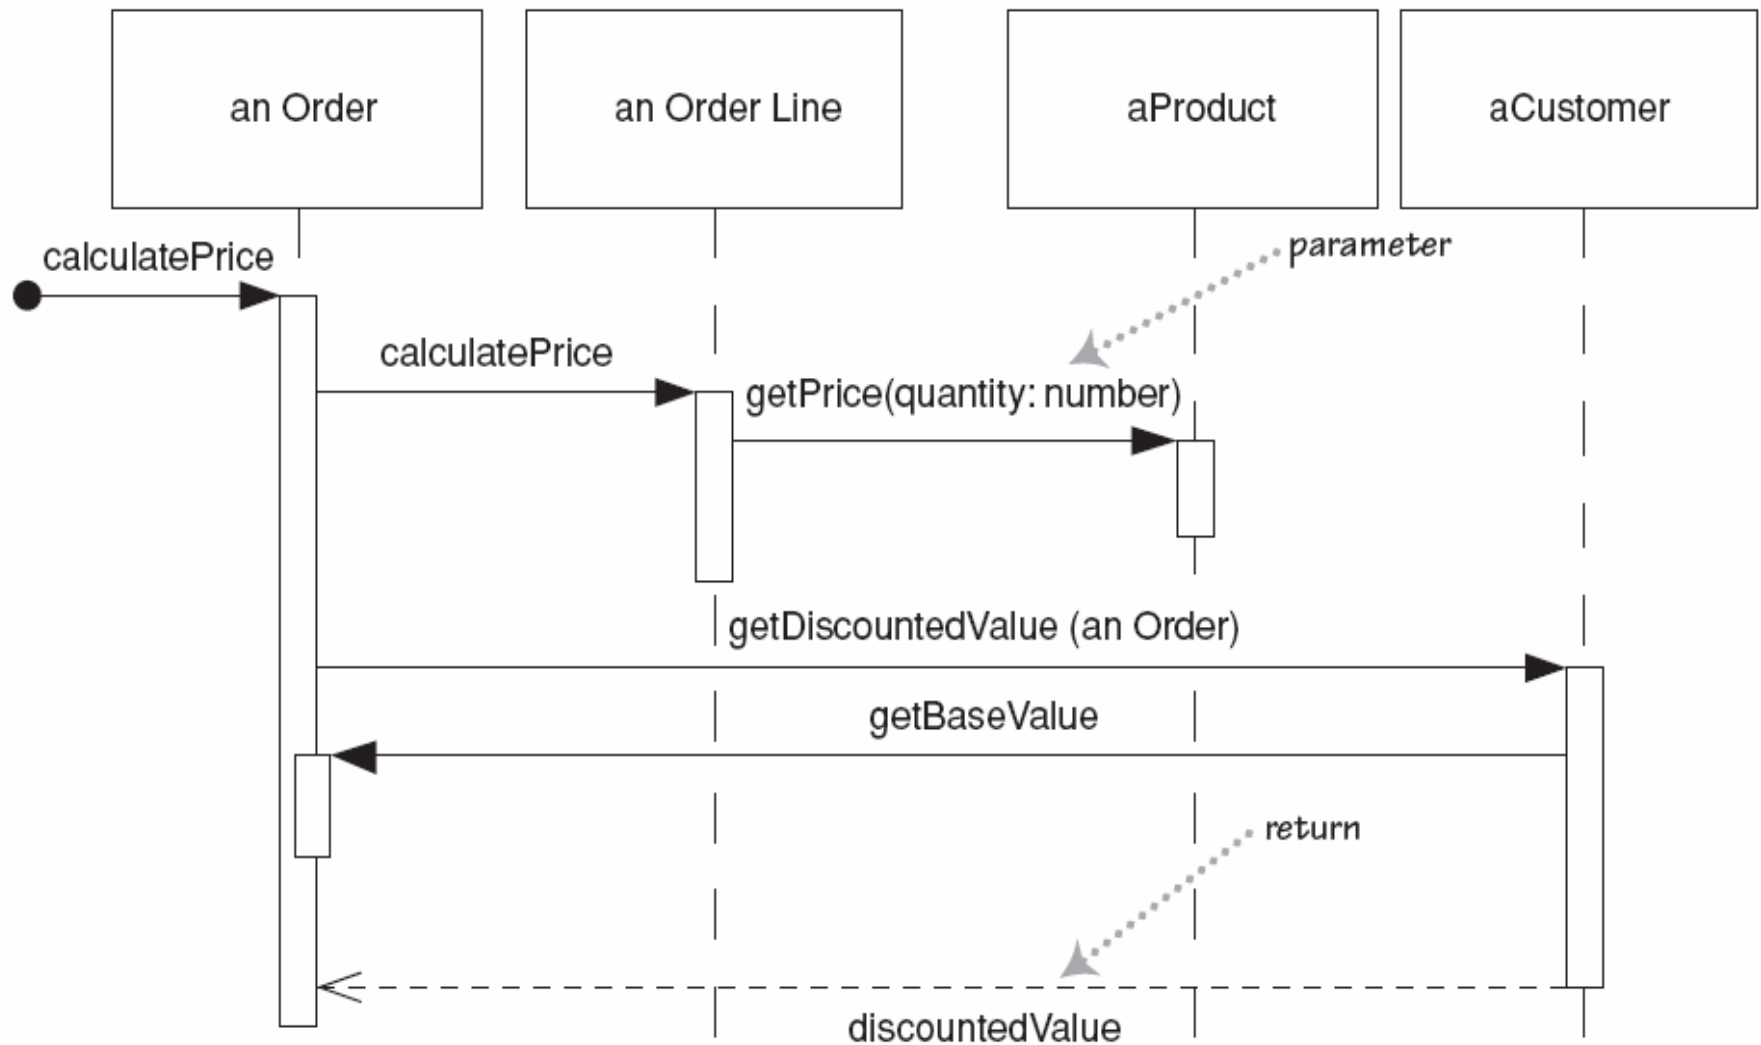 an Order
an Order Line
aProduct
aCustomer
calculatePrice
parameter
calculatePrice
getPrice(quantity: number)
getDiscountedValue (an Order)
getBaseValue
return
discountedValue